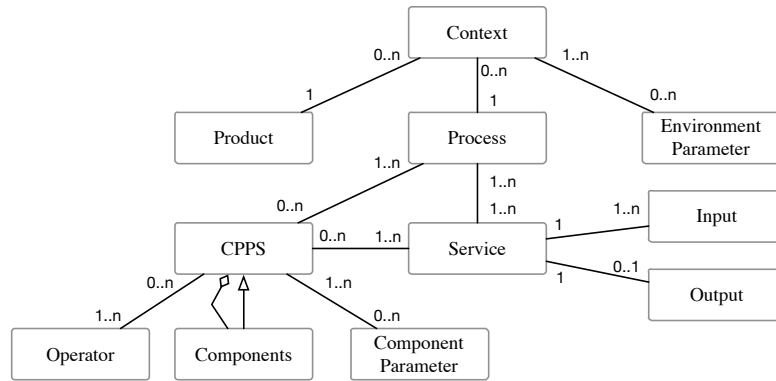 Context
0..n
0..n
1..n
1
1
0..n
Product
Process
Environment
Parameter
1..n
1..n
0..n
1..n
1..n
Input
CPPS
0..n
1..n
Service
1
0..n
1..n
1
0..1
Output
1..n
0..n
Operator
Components
Component
Parameter